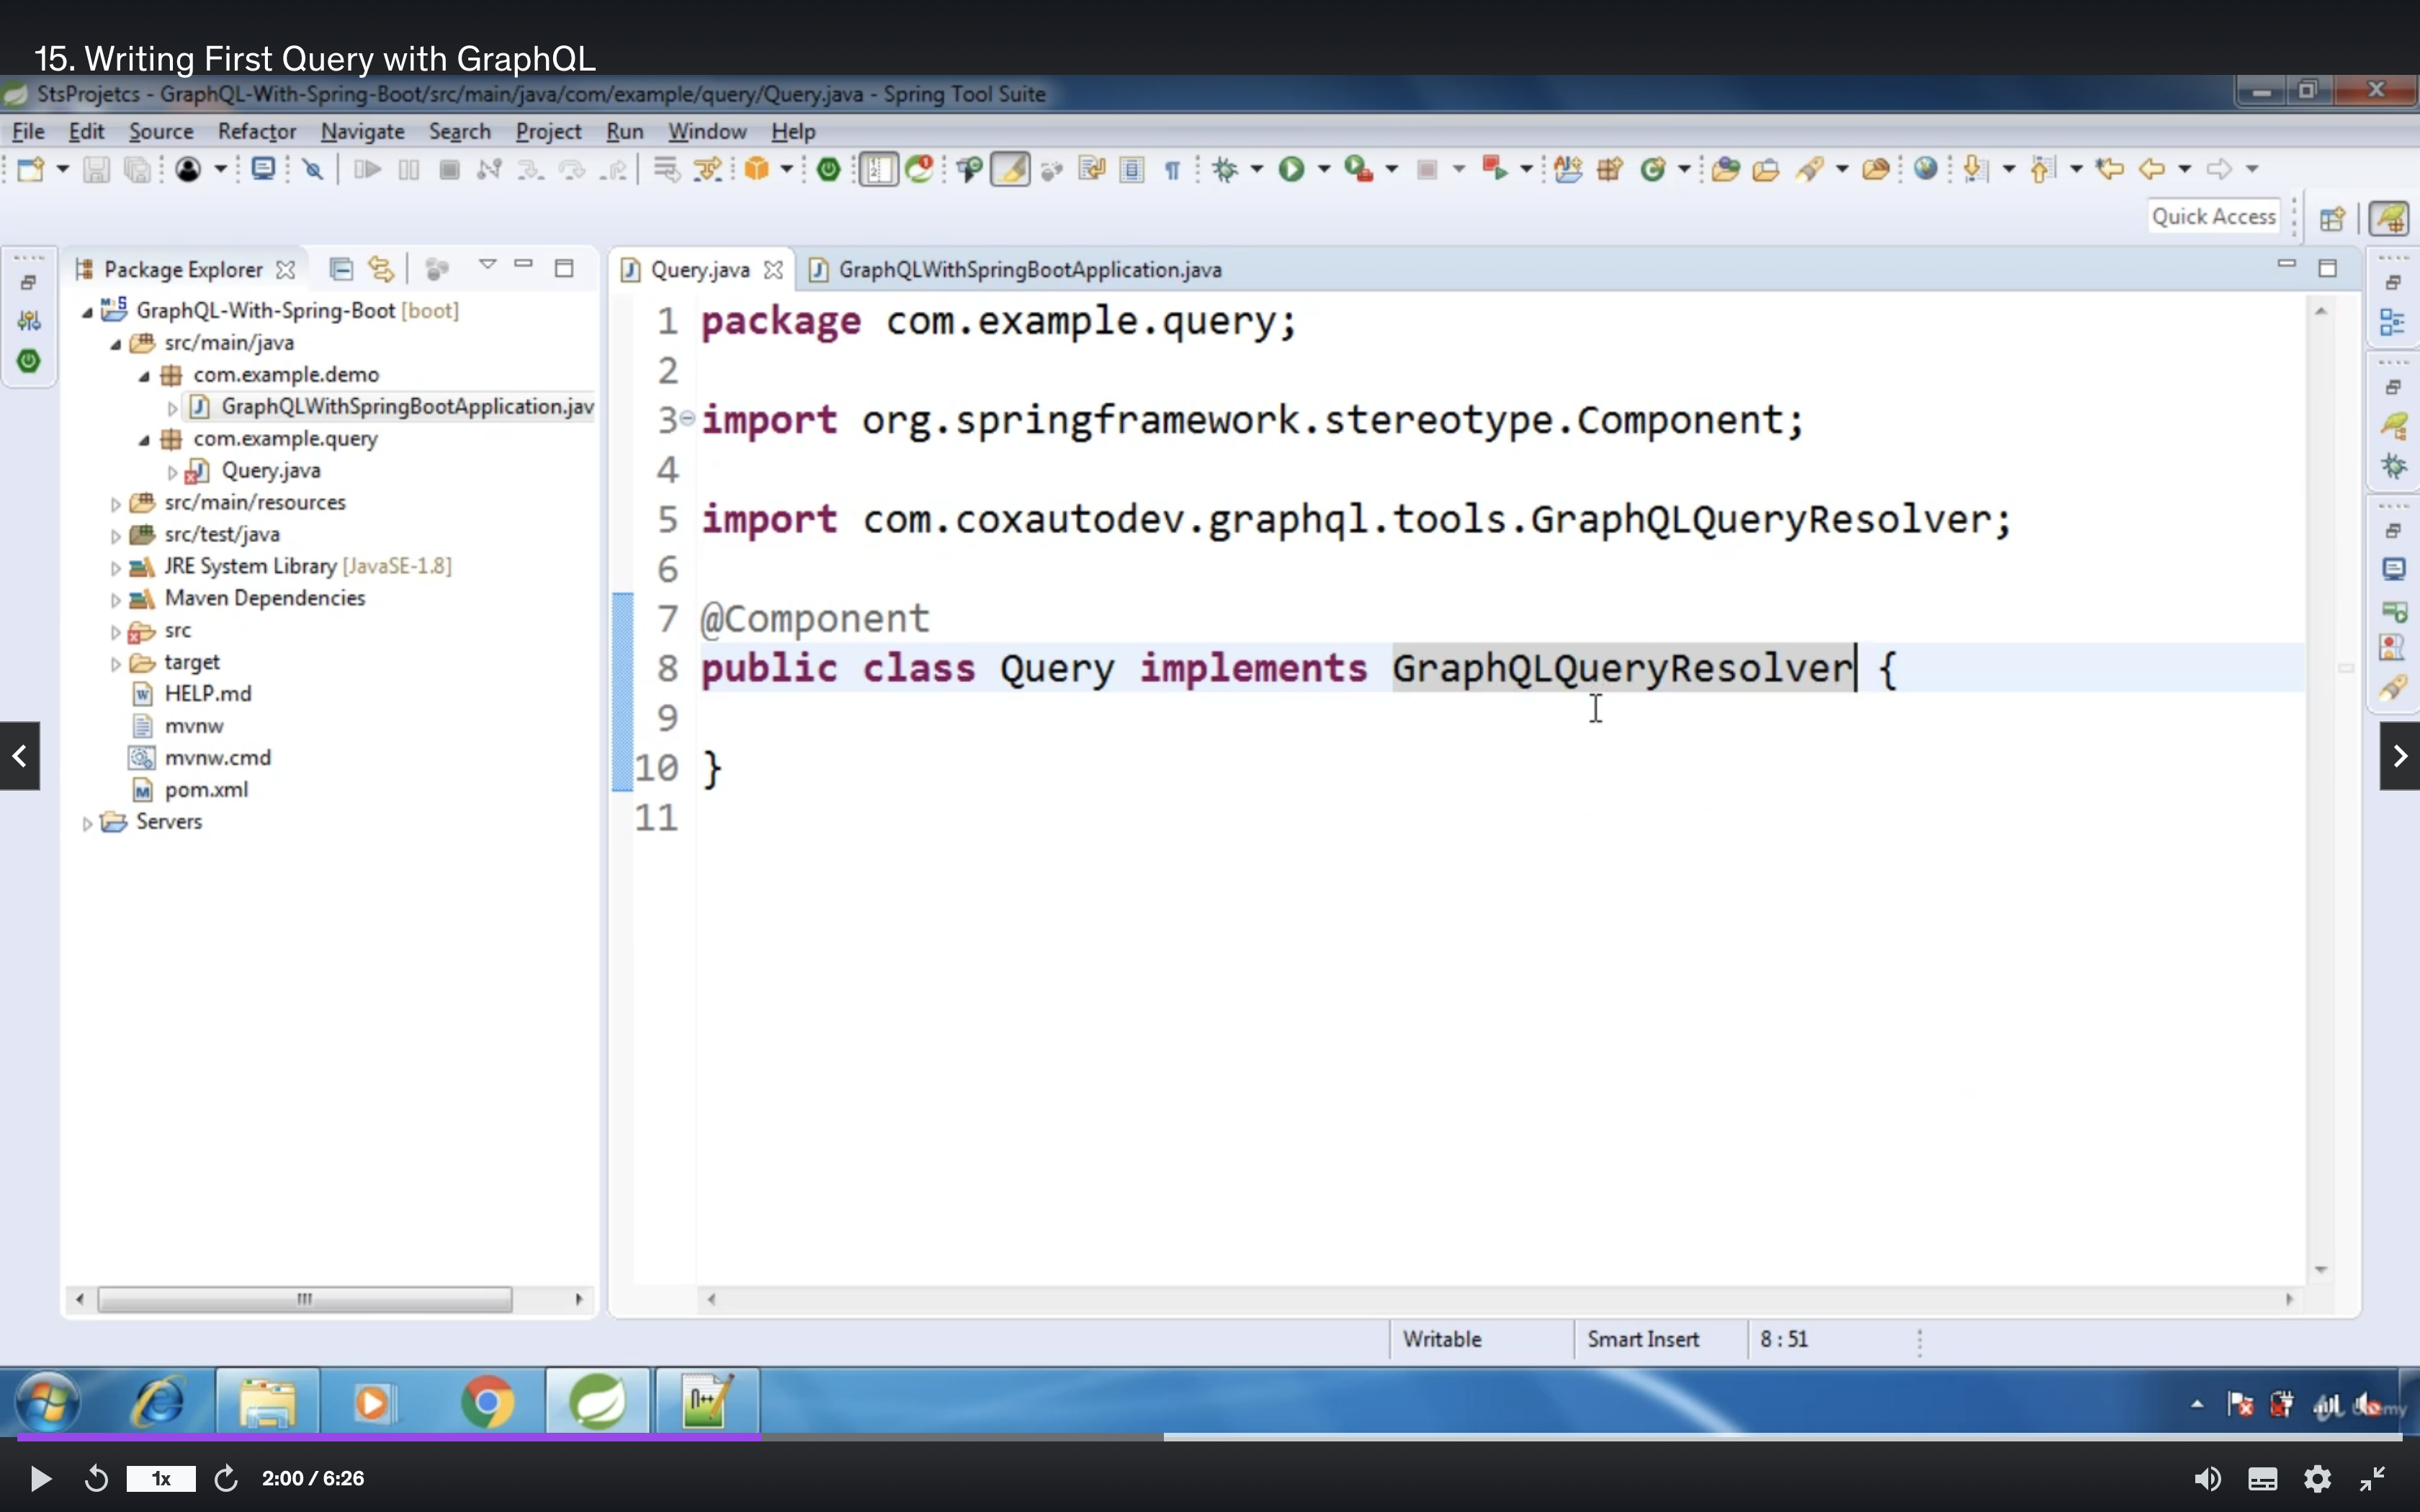 15. Writing First Query with GraphQL
StsProjetcs - GraphQL-With-Spring-Boot/src/main/java/com/example/query/Query.java - Spring Tool Suite
File Edit Source Refactor Navigate Search Project Run Window Help
Quick Access
Package Explorer
Query.java
GraphQLWithSpringBootApplication.java
GraphQL-With-Spring-Boot [boot]
src/main/java
com.example.demo
GraphQLWithSpringBootApplication.jav
com.example.query
Query.java
src/main/resources
src/test/java
JRE System Library [JavaSE-1.8]
Maven Dependencies
src
target
HELP.md
mvnw
mvnw.cmd
pom.xml
Servers
1 package com.example.query;
2
3 import org.springframework.stereotype.Component;
4
5 import com.coxautodev.graphql.tools.GraphQLQueryResolver;
6
7 @Component
8 public class Query implements GraphQLQueryResolver {
9
10 }
11
Writable Smart Insert 8 : 51
1x 2:00 / 6:26